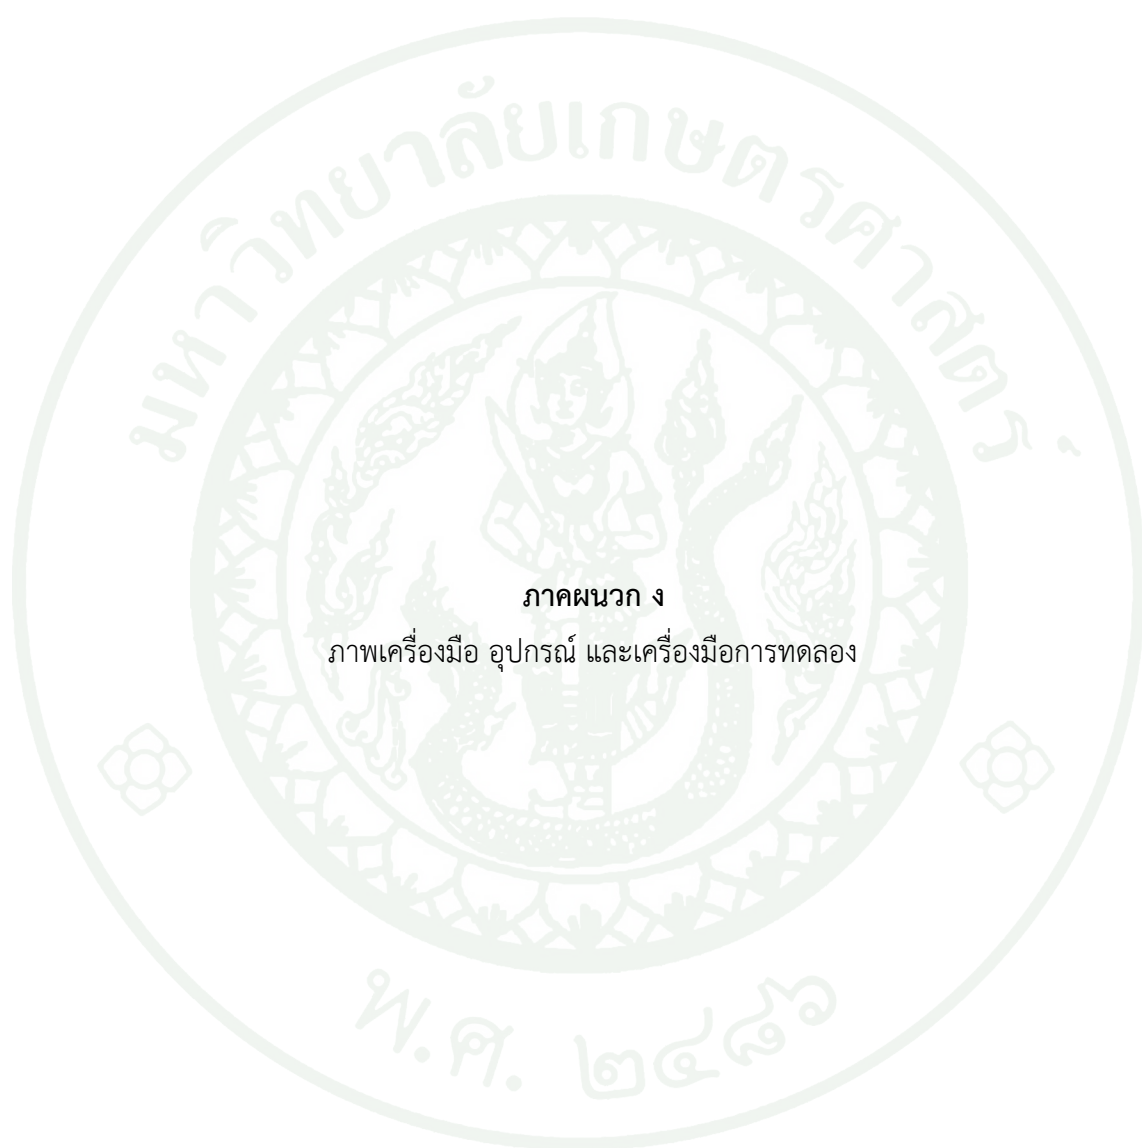 มหาวิทยาลัยเกษตรศาสตร์
ภาคผนวก ง
ภาพเครื่องมือ อุปกรณ์ และเครื่องมือการทดลอง
พ.ศ. ๒๔๘๖